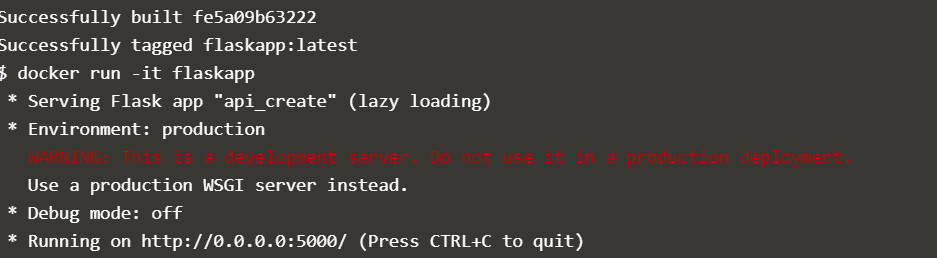 Successfully built fe5a09b63222
Successfully tagged flaskapp:latest
$ docker run -it flaskapp
* Serving Flask app "api_create" (lazy loading)
* Environment: production
WARNING: This is a development server. Do not use it in a production deployment.
Use a production WSGI server instead.
* Debug mode: off
* Running on http://0.0.0.0:5000/ (Press CTRL+C to quit)